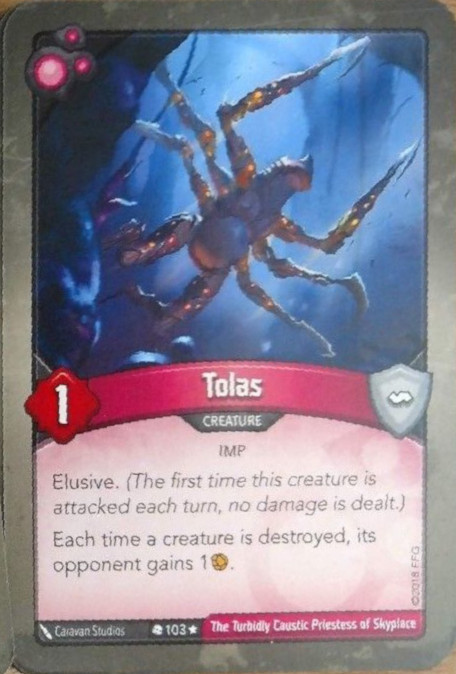 Tolas
1
CREATURE
IMP
Elusive. (The first time this creature is
attacked each turn, no damage is dealt.)
Each time a creature is destroyed, its
opponent gains 1.
©2018 FFG
Caravan Studios
103★
The Turbidly Caustic Priestess of Skyplace